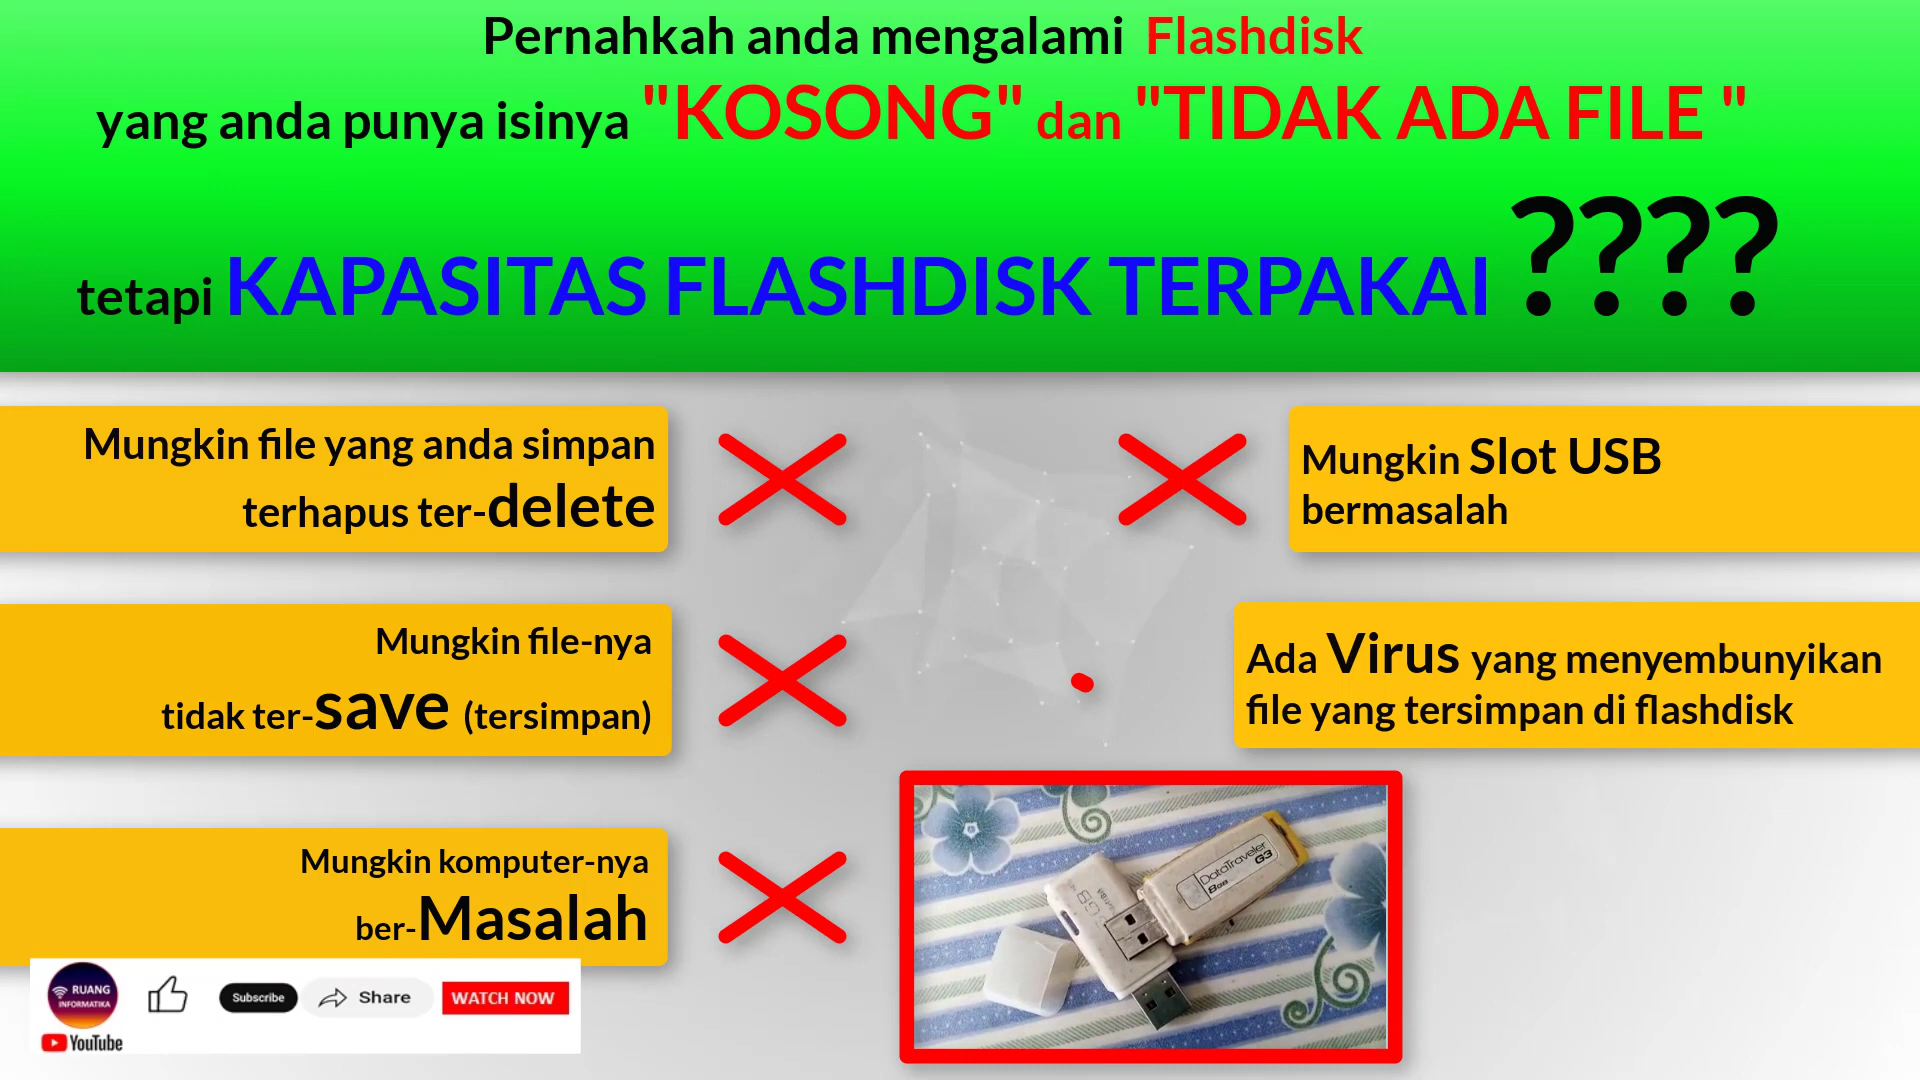 Pernahkah anda mengalami Flashdisk
yang anda punya isinya "KOSONG" dan "TIDAK ADA FILE "
tetapi KAPASITAS FLASHDISK TERPAKAI ????
Mungkin file yang anda simpan
terhapus ter-delete
Mungkin Slot USB
bermasalah
Mungkin file-nya
tidak ter-save (tersimpan)
Ada Virus yang menyembunyikan
file yang tersimpan di flashdisk
Mungkin komputer-nya
ber-Masalah
DataTraveler
G3
8GB
RUANG
INFORMATIKA
YouTube
Subscribe
Share
WATCH NOW